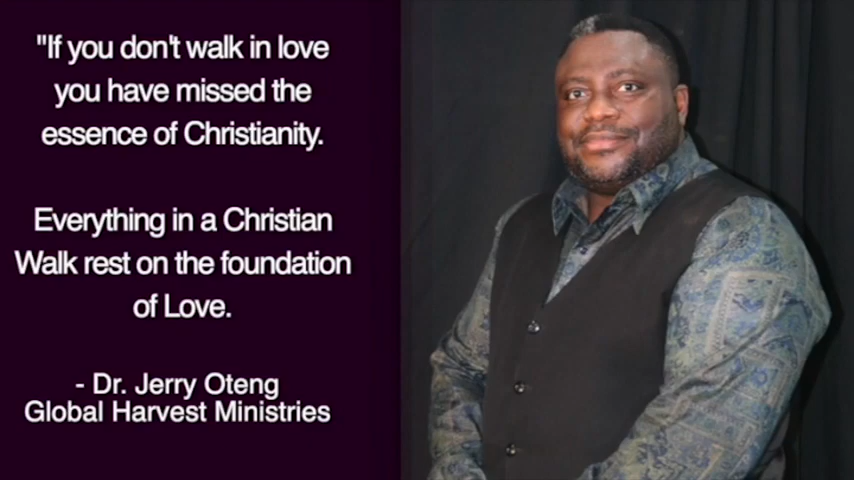 "If you don't walk in love
you have missed the
essence of Christianity.
Everything in a Christian
Walk rest on the foundation
of Love.
- Dr. Jerry Oteng
Global Harvest Ministries